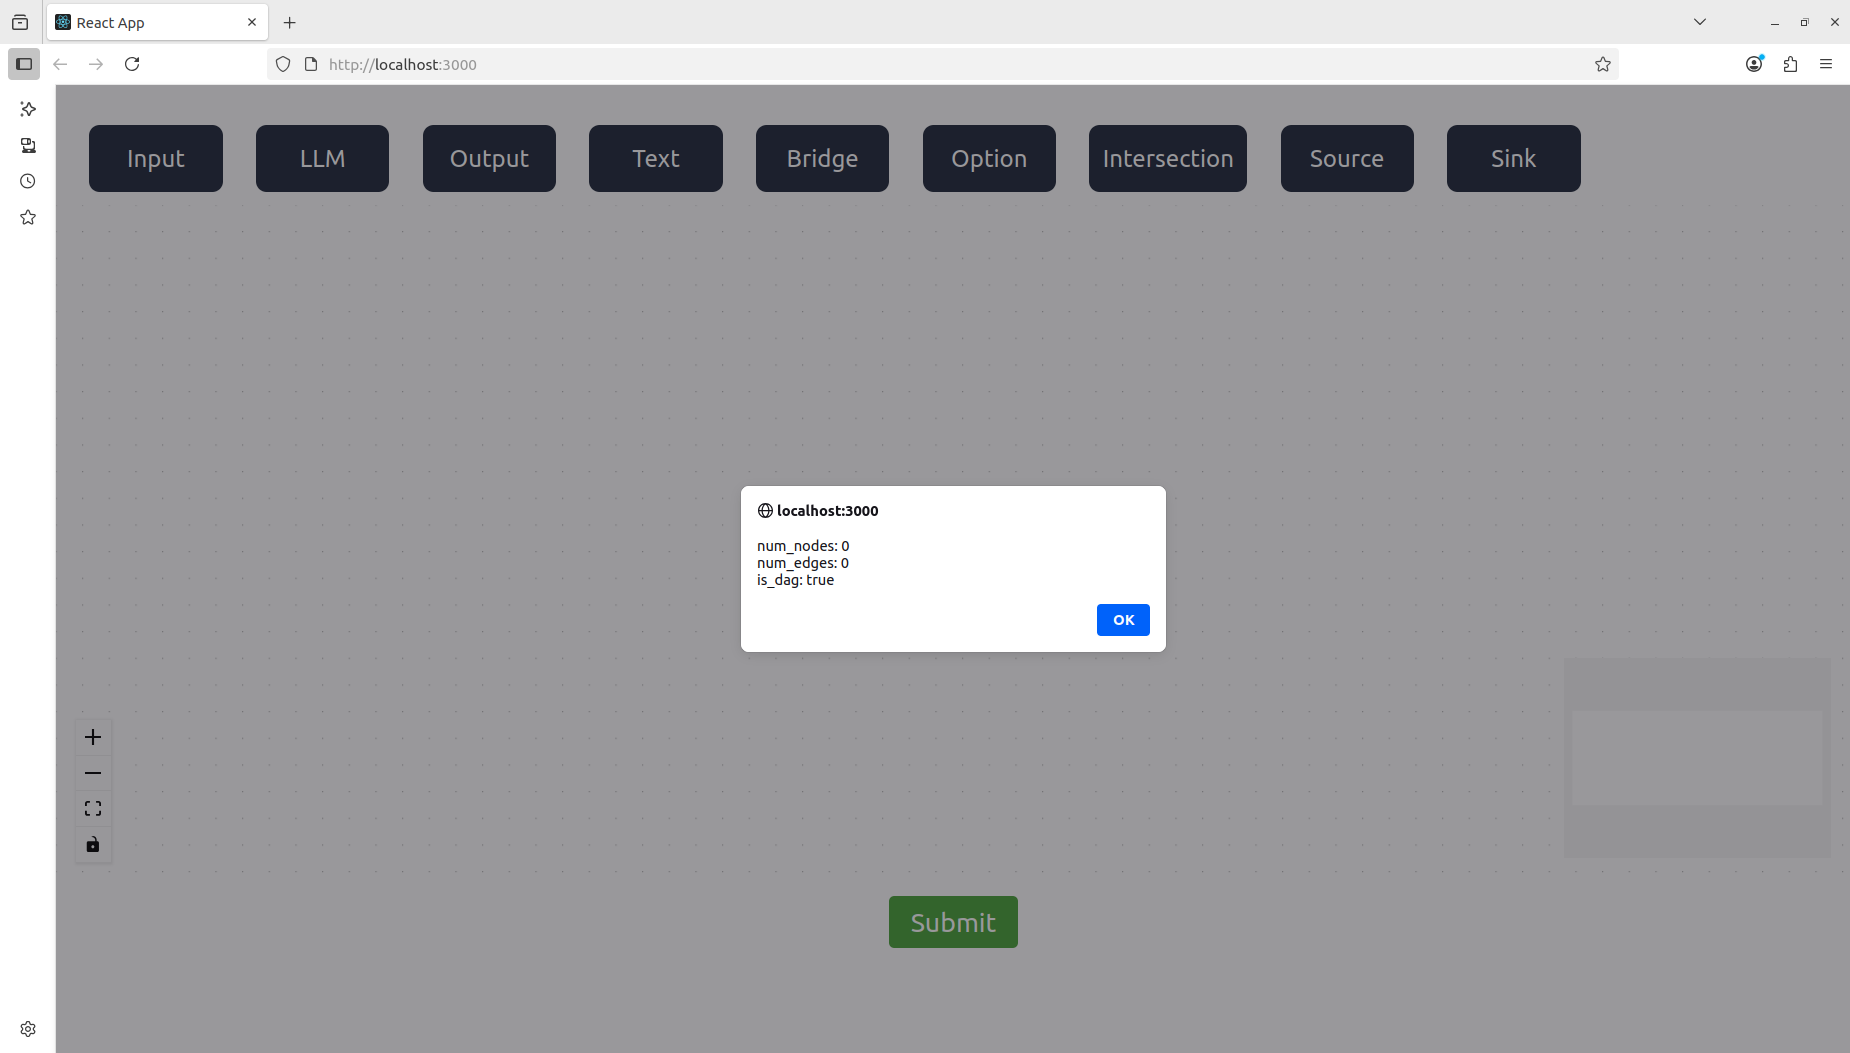 React App
http://localhost:3000
Input
LLM
Output
Text
Bridge
Option
Intersection
Source
Sink
localhost:3000
num_nodes: 0
num_edges: 0
is_dag: true
OK
Submit